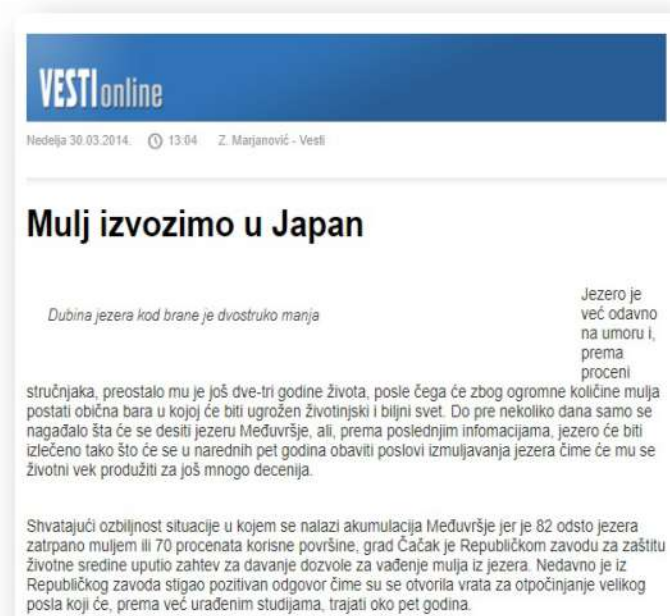 VESTI online
Nedelja 30.03.2014. 13:04 Z. Marjanović - Vesti
Mulj izvozimo u Japan
Dubina jezera kod brane je dvostruko manja
Jezero je
već odavno
na umoru i,
prema
proceni
stručnjaka, preostalo mu je još dve-tri godine života, posle čega će zbog ogromne količine mulja
postati obična bara u kojoj će biti ugrožen životinjski i biljni svet. Do pre nekoliko dana samo se
nagađalo šta će se desiti jezeru Međuvršje, ali, prema poslednjim infomacijama, jezero će biti
izlečeno tako što će se u narednih pet godina obaviti poslovi izmuljavanja jezera čime će mu se
životni vek produžiti za još mnogo decenija.
Shvatajući ozbiljnost situacije u kojem se nalazi akumulacija Međuvršje jer je 82 odsto jezera
zatrpano muljem ili 70 procenata korisne površine, grad Čačak je Republičkom zavodu za zaštitu
životne sredine uputio zahtev za davanje dozvole za vađenje mulja iz jezera. Nedavno je iz
Republičkog zavoda stigao pozitivan odgovor čime su se otvorila vrata za otpočinjanje velikog
posla koji će, prema već urađenim studijama, trajati oko pet godina.